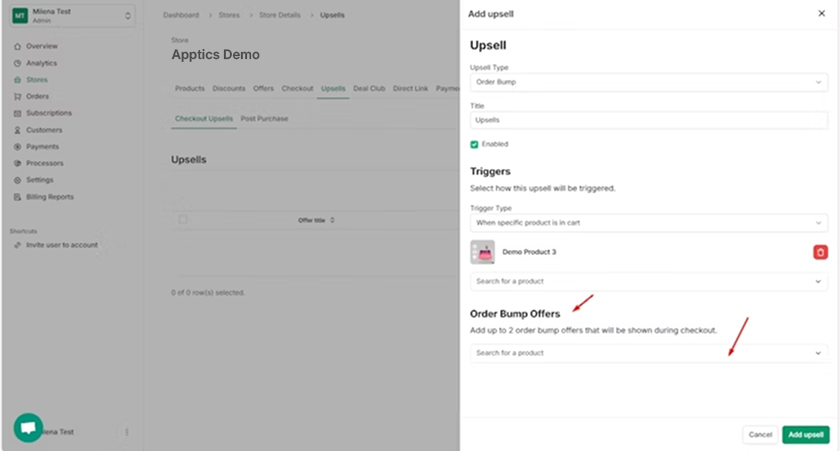 MT
Milena Test
Admin
Overview
Analytics
Stores
Orders
Subscriptions
Customers
Payments
Processors
Settings
Billing Reports
Shortcuts
Invite user to account
lena Test
Dashboard > Stores > Store Details > Upsells
Store
Apptics Demo
Products Discounts Offers Checkout Upsells Deal Club Direct Link Payme
Checkout Upsells Post Purchase
Upsells
Offer title
0 of 0 row(s) selected.
Add upsell
Upsell
Upsell Type
Order Bump
Title
Upsells
Enabled
Triggers
Select how this upsell will be triggered.
Trigger Type
When specific product is in cart
Demo Product 3
Search for a product
Order Bump Offers
Add up to 2 order bump offers that will be shown during checkout.
Search for a product
Cancel Add upsell